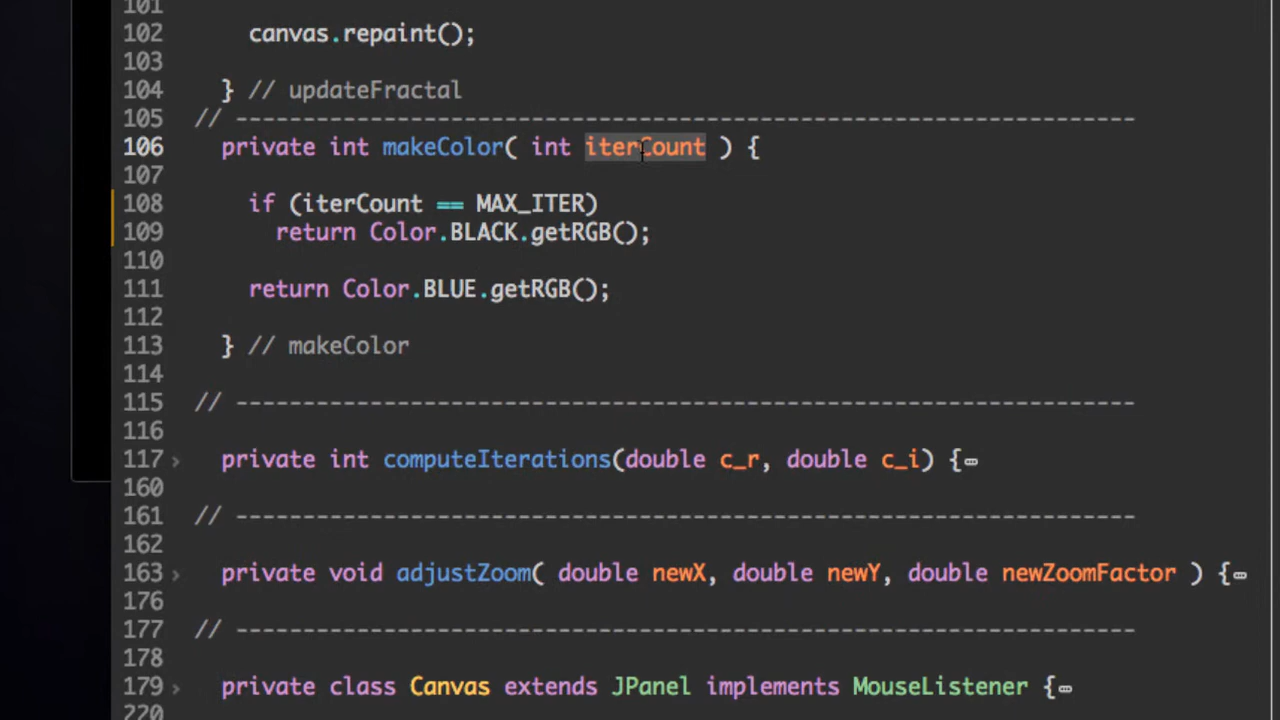 101
102 canvas.repaint();
103
104 } // updateFractal
105 // -------------------------------------------------------------------
106 private int makeColor( int iterCount ) {
107
108 if (iterCount == MAX_ITER)
109 return Color.BLACK.getRGB();
110
111 return Color.BLUE.getRGB();
112
113 } // makeColor
114
115 // -------------------------------------------------------------------
116
117 private int computeIterations(double c_r, double c_i) {
160
161 // -------------------------------------------------------------------
162
163 private void adjustZoom( double newX, double newY, double newZoomFactor ) {
176
177 // -------------------------------------------------------------------
178
179 private class Canvas extends JPanel implements MouseListener {
220